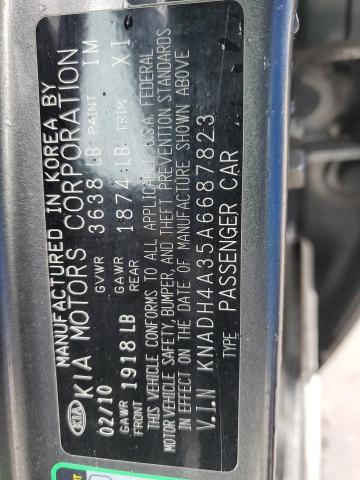 MANUFACTURED IN KOREA BY
KIA KIA MOTORS CORPORATION
02/10 GVWR 3638 LB PAINT IM
GAWR FRONT 1918 LB GAWR REAR 1874 LB TRIM XI
THIS VEHICLE CONFORMS TO ALL APPLICABLE U.S.A. FEDERAL
MOTOR VEHICLE SAFETY, BUMPER, AND THEFT PREVENTION STANDARDS
IN EFFECT ON THE DATE OF MANUFACTURE SHOWN ABOVE
V.I.N KNADH4A35A6687823
TYPE PASSENGER CAR